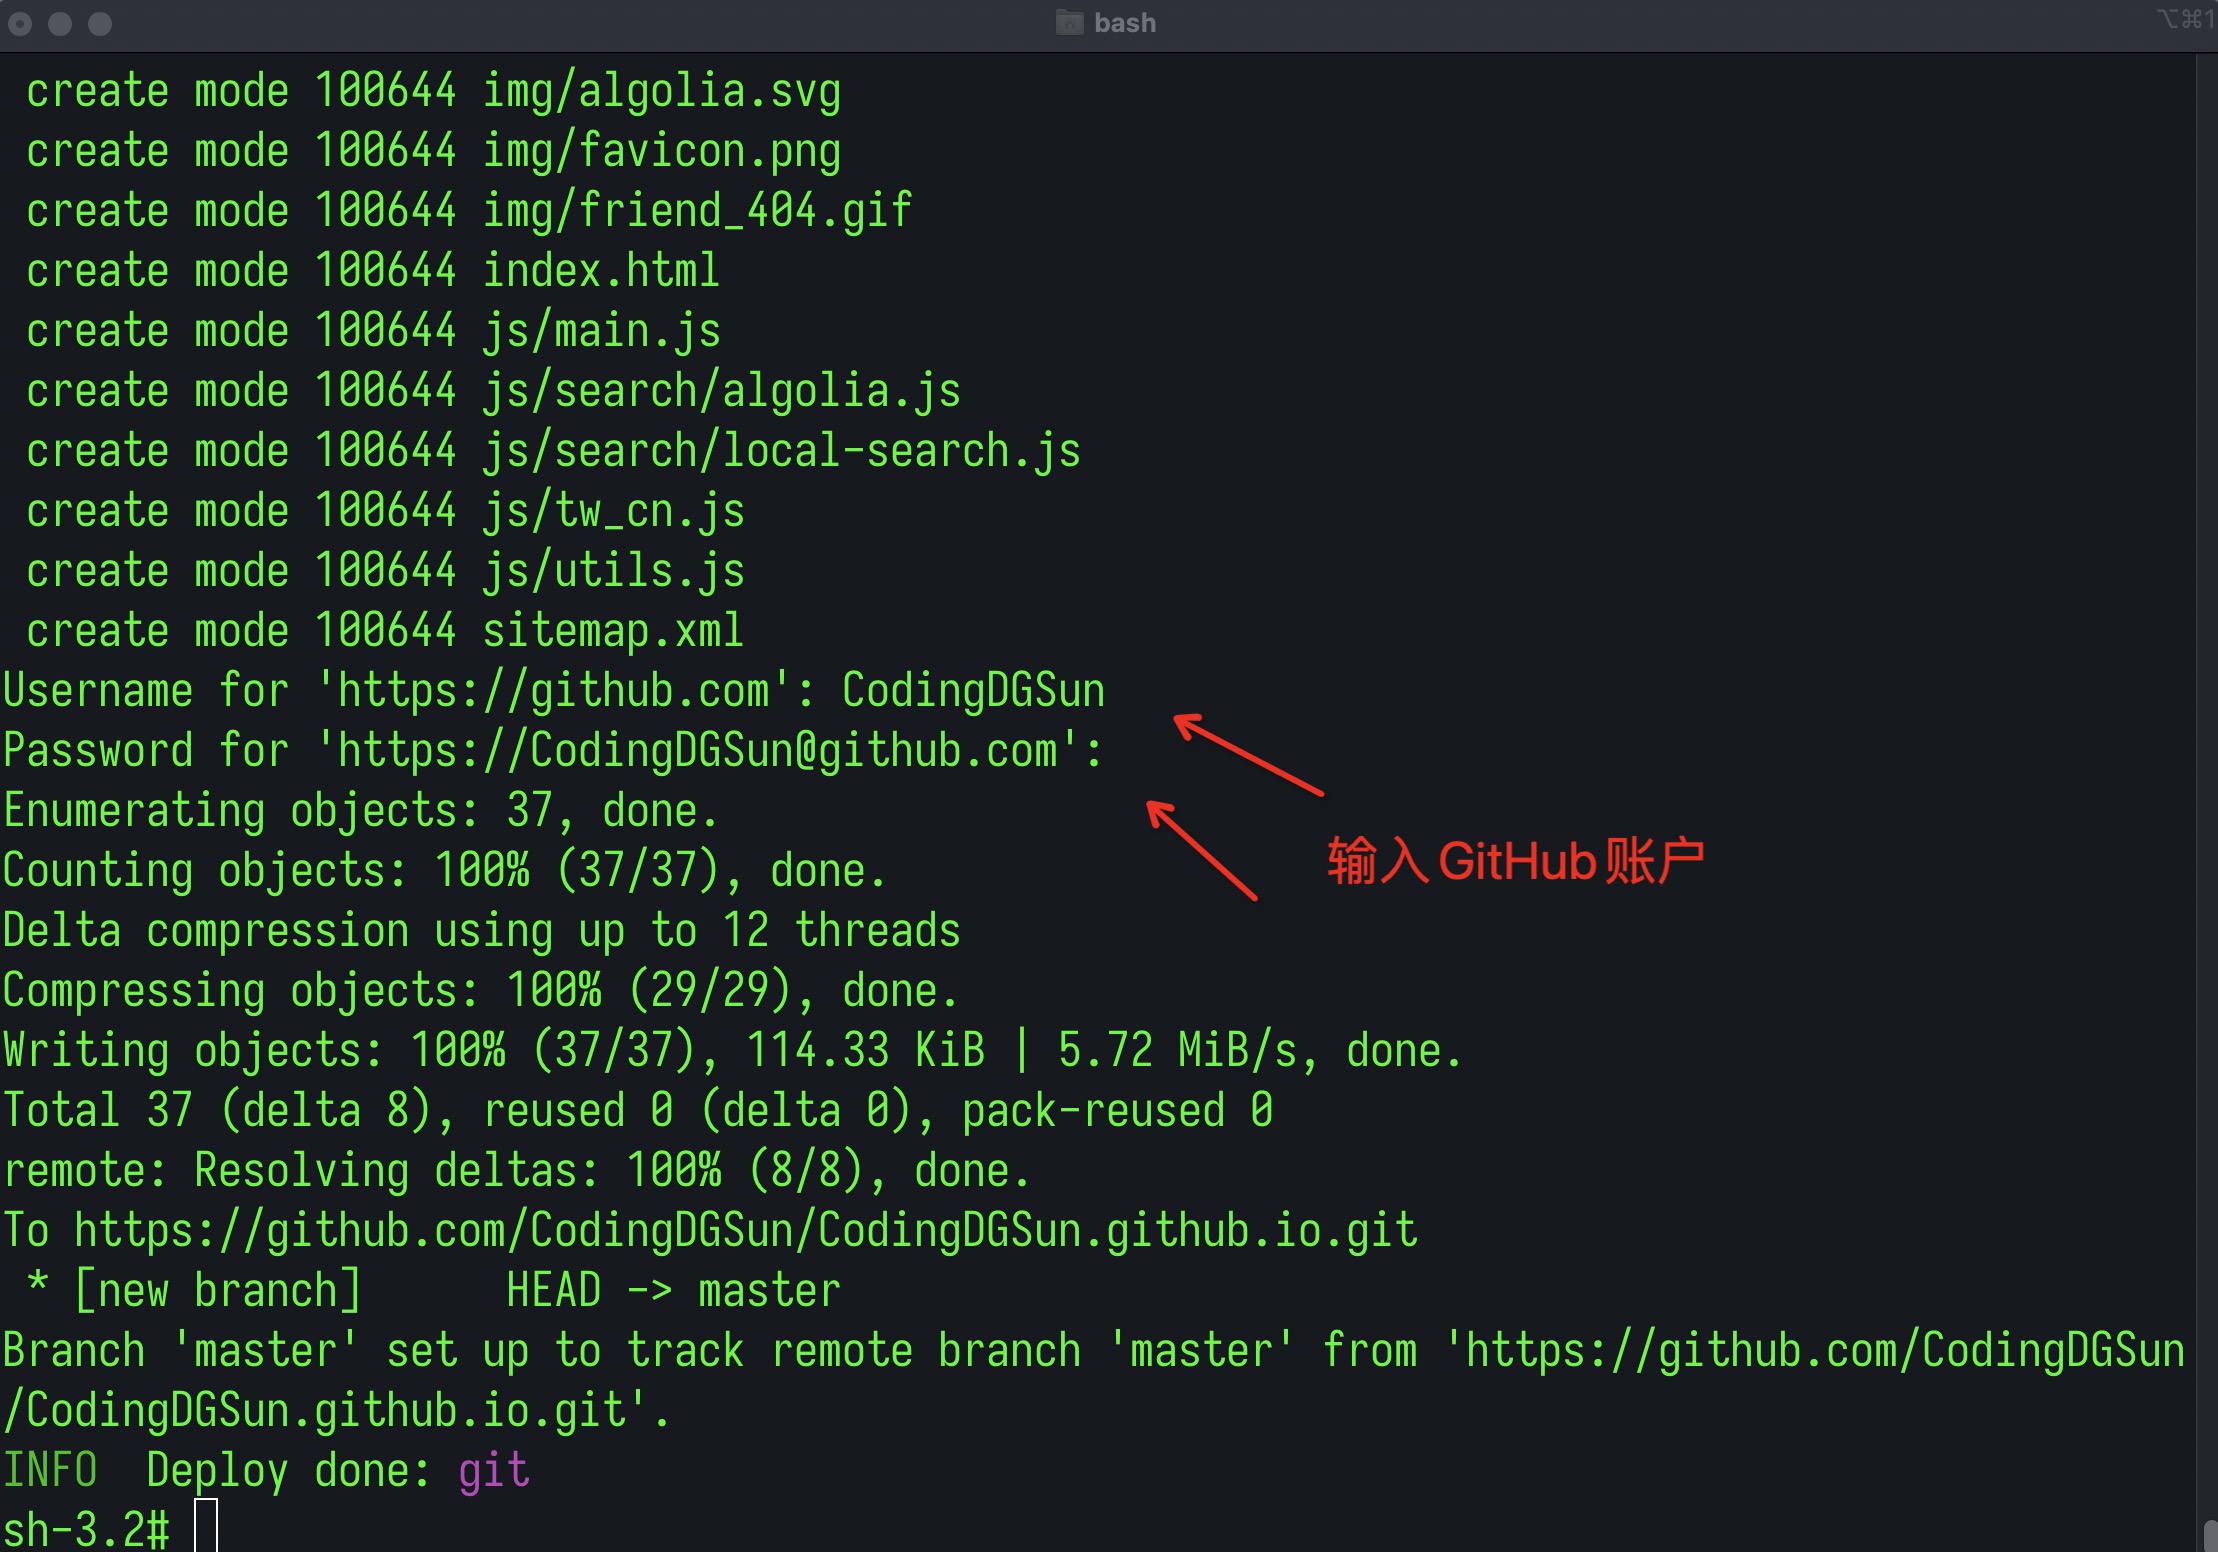 bash
⌥⌘1
create mode 100644 img/algolia.svg
create mode 100644 img/favicon.png
create mode 100644 img/friend_404.gif
create mode 100644 index.html
create mode 100644 js/main.js
create mode 100644 js/search/algolia.js
create mode 100644 js/search/local-search.js
create mode 100644 js/tw_cn.js
create mode 100644 js/utils.js
create mode 100644 sitemap.xml
Username for 'https://github.com': CodingDGSun
Password for 'https://CodingDGSun@github.com':
Enumerating objects: 37, done.
输入GitHub账户
Counting objects: 100% (37/37), done.
Delta compression using up to 12 threads
Compressing objects: 100% (29/29), done.
Writing objects: 100% (37/37), 114.33 KiB | 5.72 MiB/s, done.
Total 37 (delta 8), reused 0 (delta 0), pack-reused 0
remote: Resolving deltas: 100% (8/8), done.
To https://github.com/CodingDGSun/CodingDGSun.github.io.git
* [new branch]      HEAD -> master
Branch 'master' set up to track remote branch 'master' from 'https://github.com/CodingDGSun
/CodingDGSun.github.io.git'.
INFO  Deploy done: git
sh-3.2#